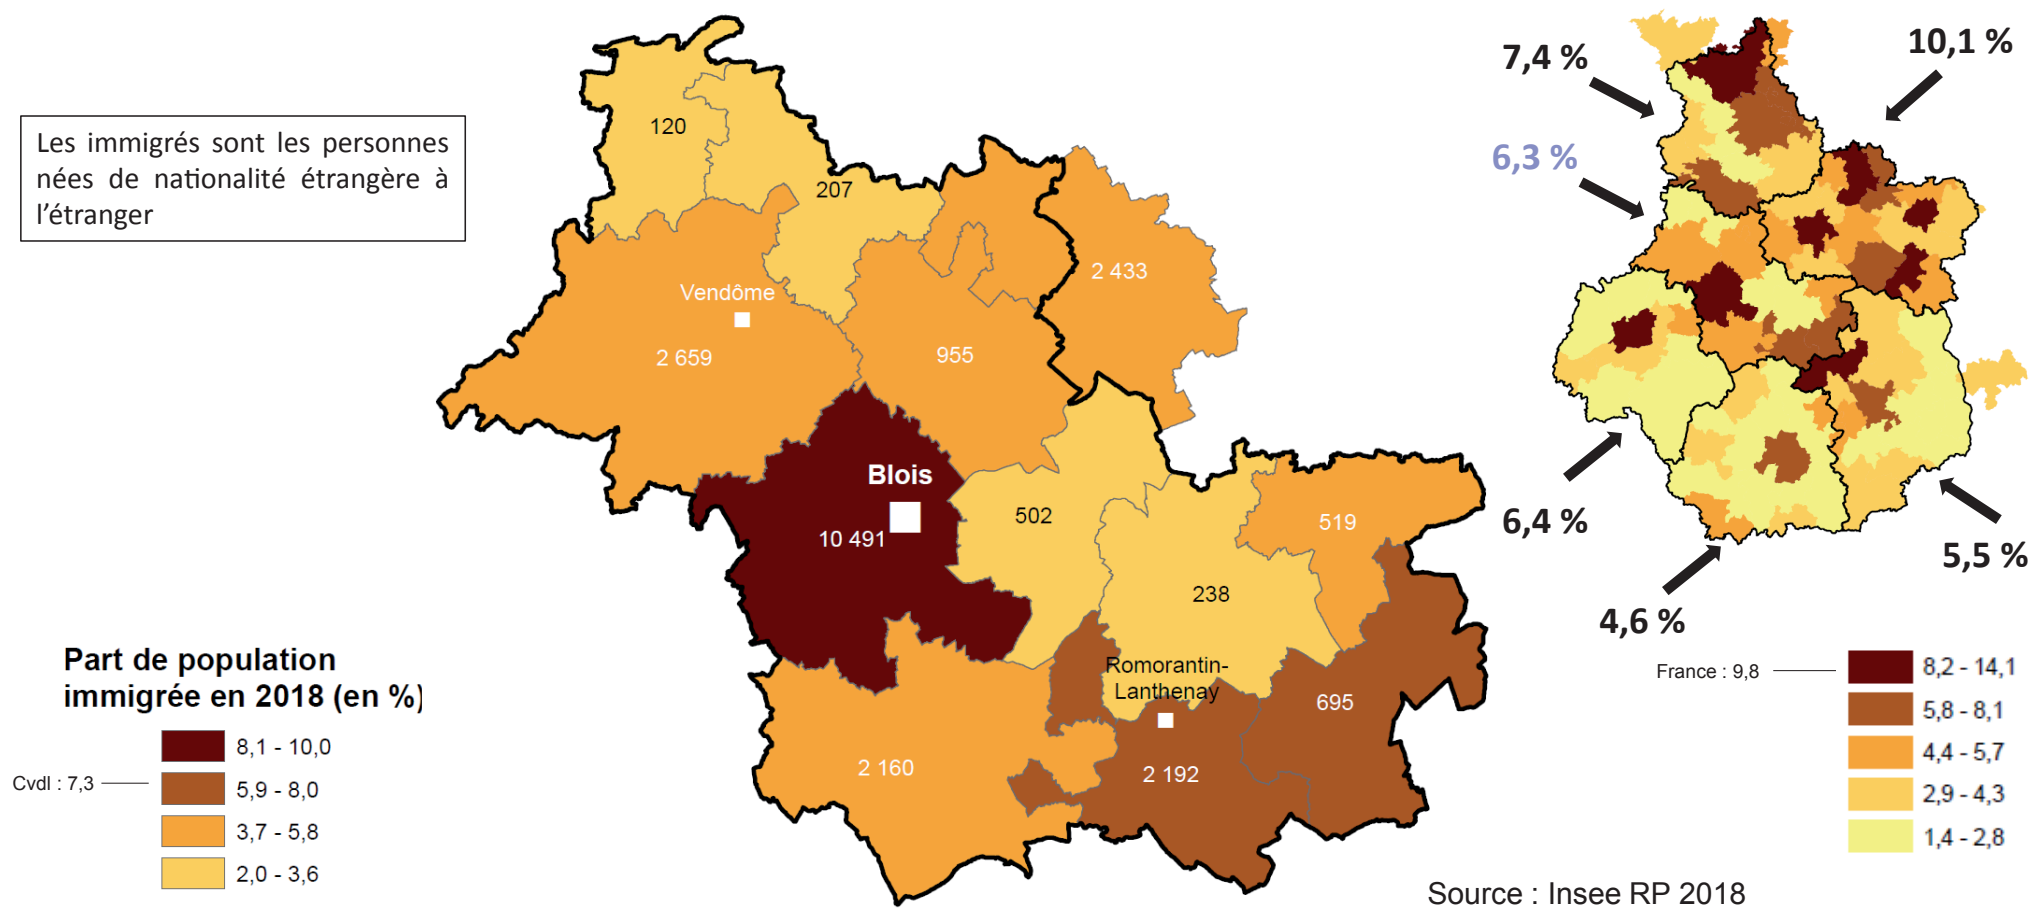 Les immigrés sont les personnes
nées de nationalité étrangère à
l'étranger
120
207
Vendôme
2 659
955
2 433
Blois
10 491
502
519
238
Romorantin-
Lanthenay
695
2 160
2 192
Part de population
immigrée en 2018 (en %)
8,1 - 10,0
Cvdl : 7,3
5,9 - 8,0
3,7 - 5,8
2,0 - 3,6
7,4 %
10,1 %
6,3 %
6,4 %
5,5 %
4,6 %
France : 9,8
8,2 - 14,1
5,8 - 8,1
4,4 - 5,7
2,9 - 4,3
1,4 - 2,8
Source : Insee RP 2018